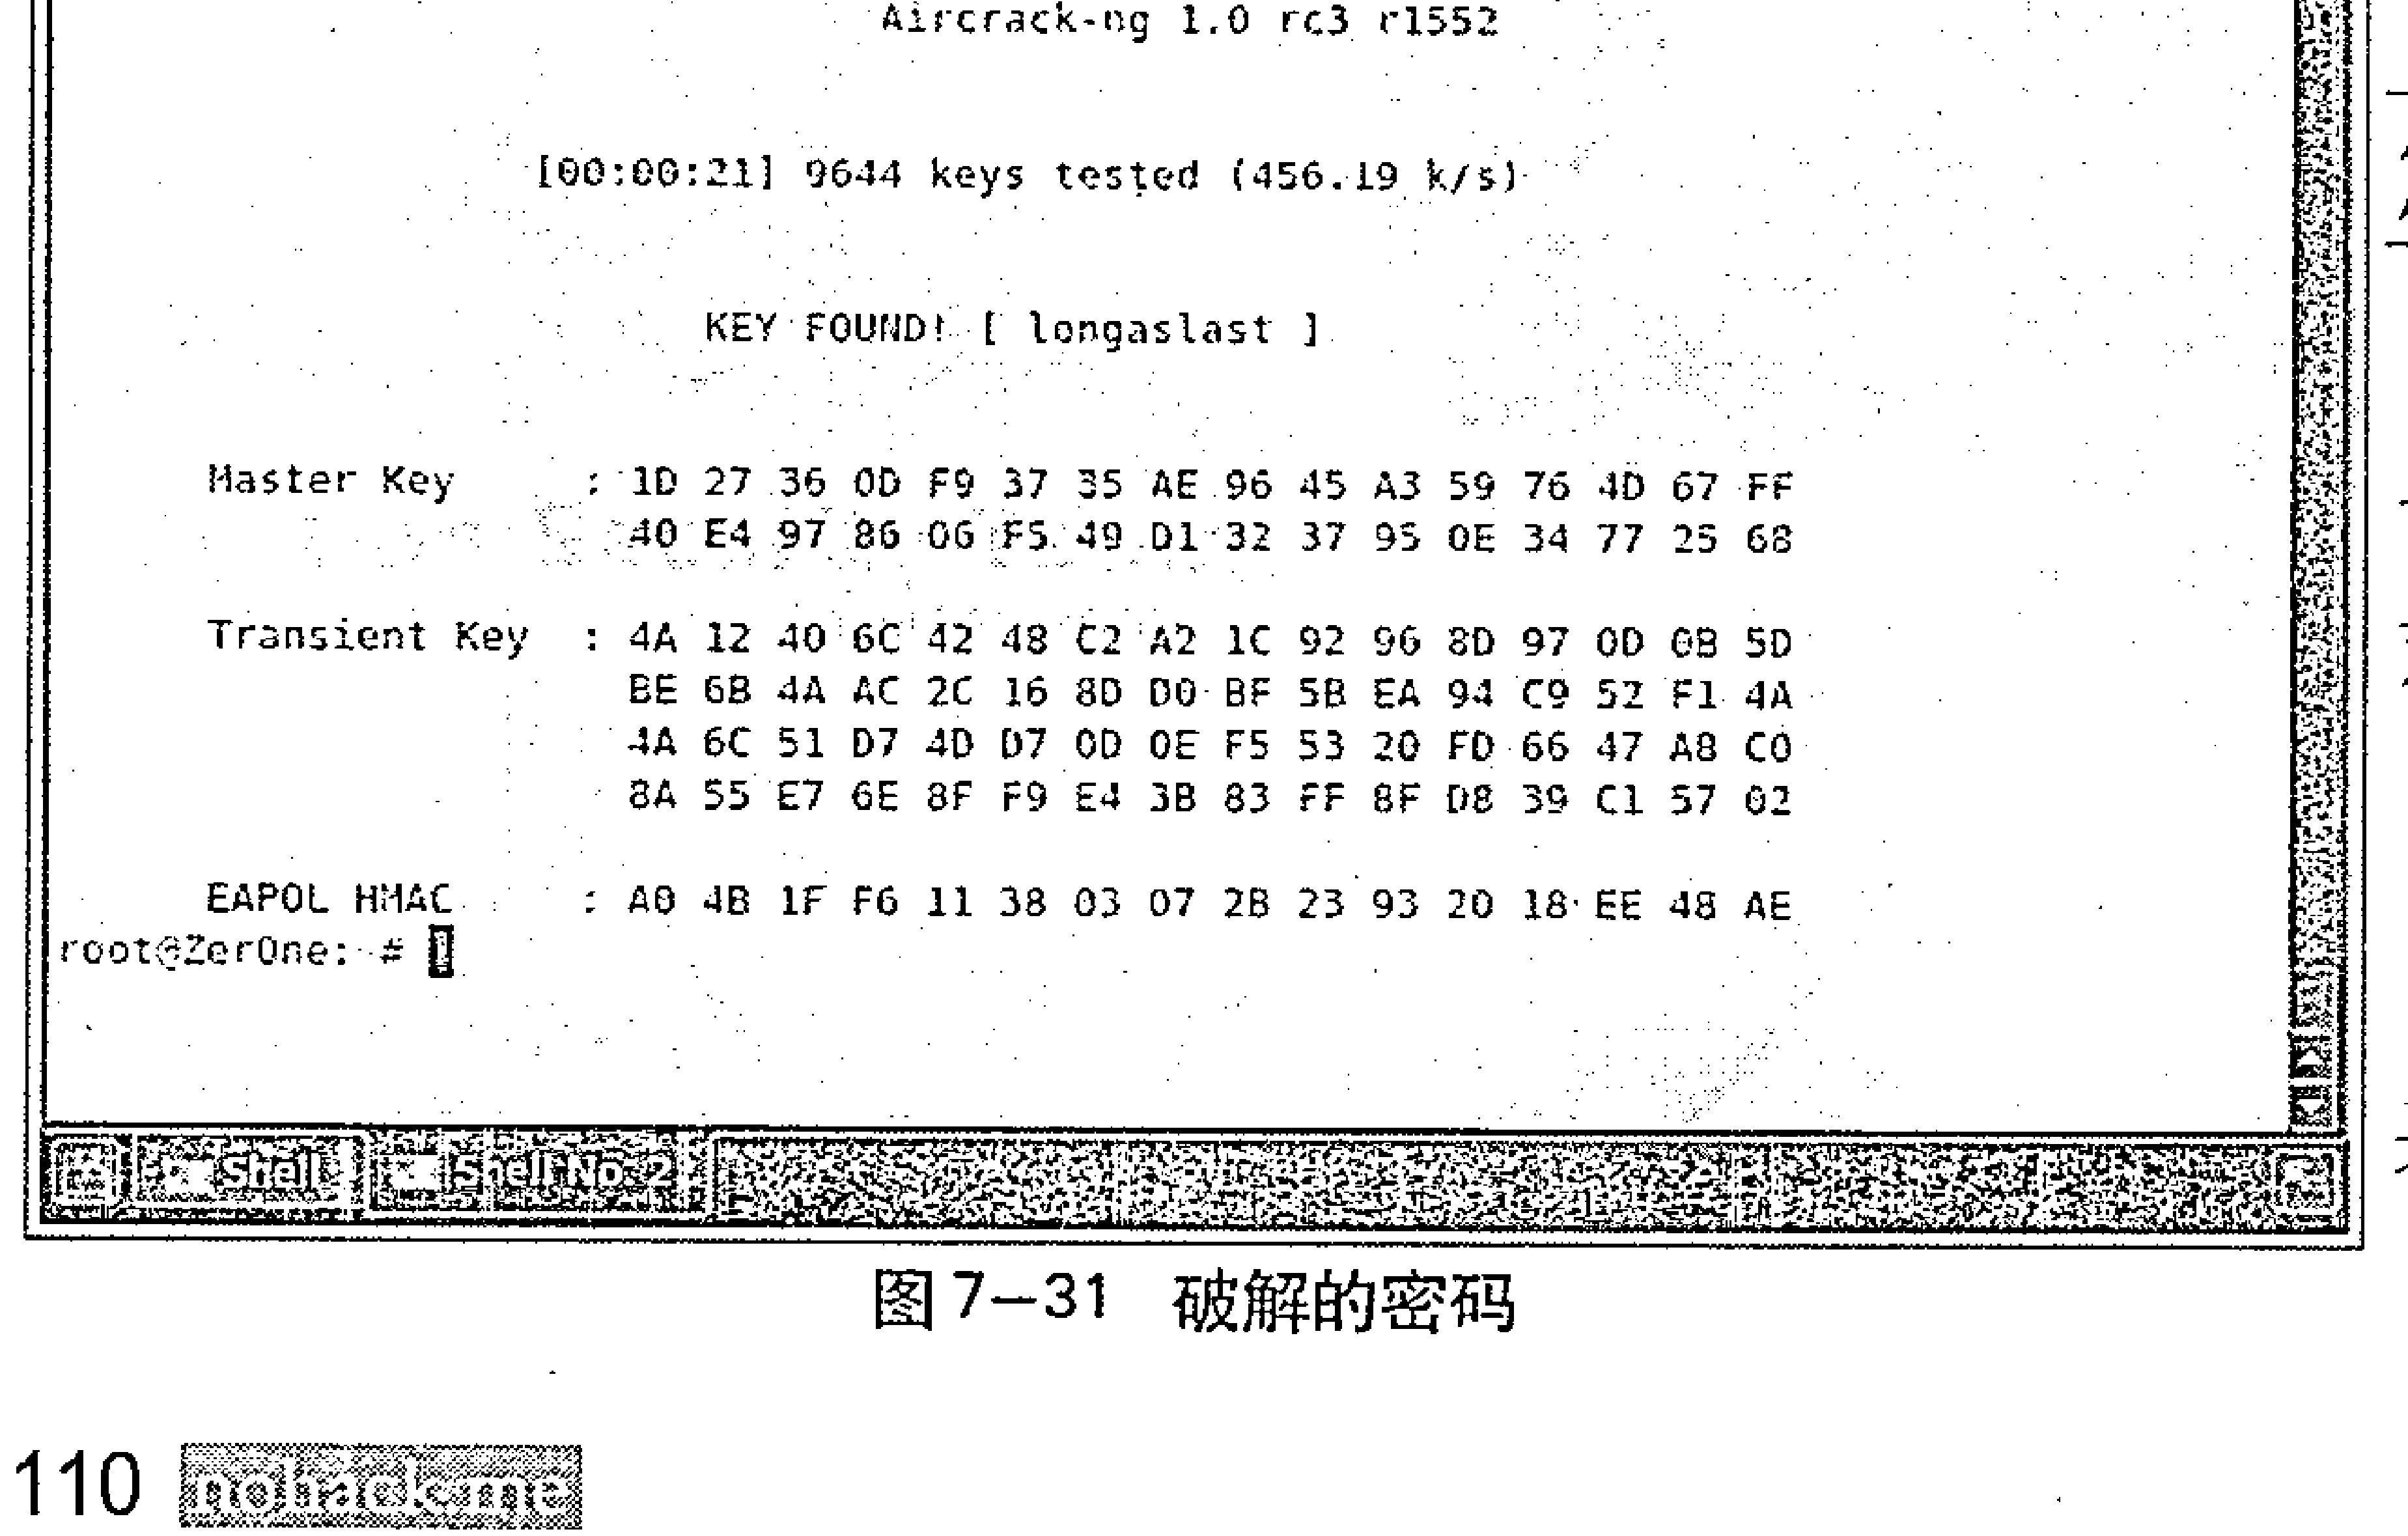 Aircrack-ng 1.0 rc3 r1552
[00:00:21] 9644 keys tested (456.19 k/s)
KEY FOUND! [ longaslast ]
Master Key : 1D 27 36 0D F9 37 35 AE 96 45 A3 59 76 4D 67 FF
40 E4 97 86 06 F5 49 D1 32 37 95 0E 34 77 25 68
Transient Key : 4A 12 40 6C 42 48 C2 A2 1C 92 96 8D 97 0D 0B 5D
BE 6B 4A AC 2C 16 8D D0 BF 5B EA 94 C9 52 F1 4A
4A 6C 51 D7 4D D7 0D 0E F5 53 20 FD 66 47 A8 C0
8A 55 E7 6E 8F F9 E4 3B 83 FF 8F D8 39 C1 57 02
EAPOL HMAC : A0 4B 1F F6 11 38 03 07 2B 23 93 20 18 EE 48 AE
root@ZerOne: #
Shell Shell No. 2
图7-31 破解的密码
110 nohack.me